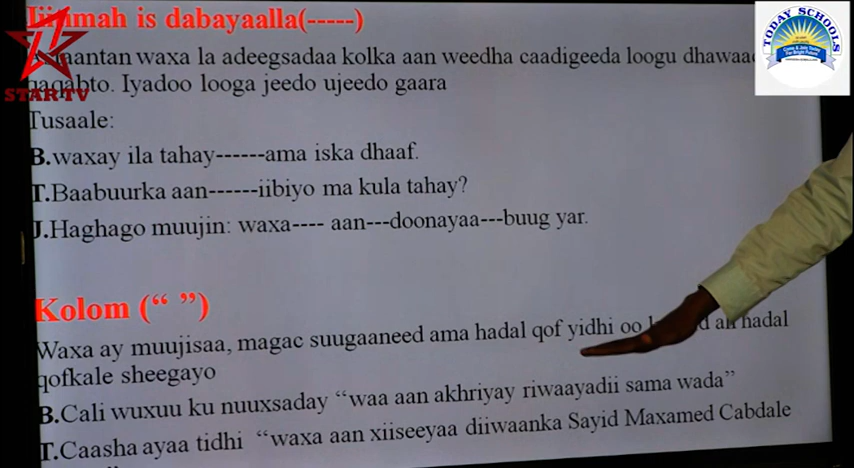 is dabayaalla(-----)
waxa la adeegsadaa kolka aan weedha caadigeeda loogu
Iyadoo looga jeedo ujeedo gaara
Tusaale:
B.waxay ila tahay------ama iska dhaaf.
T.Baabuurka aan------iibiyo ma kula tahay?
J.Haghago muujin: waxa---- aan---doonayaa---buug yar.
Kolom (“ ”)
Waxa ay muujisaa, magac suugaaneed ama hadal qof yidhi oo hadal
qofkale sheegayo
B.Cali wuxuu ku nuuxsaday “waa aan akhriyay riwaayadii sama wada”
T.Caasha ayaa tidhi “waxa aan xiiseeyaa diiwaanka Sayid Maxamed Cabdale
STAR TV
TODAY SCHOOLS